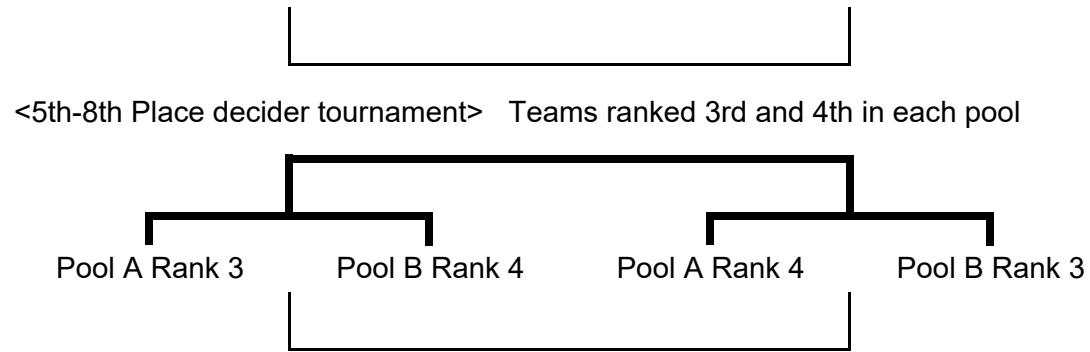 <5th-8th Place decider tournament> Teams ranked 3rd and 4th in each pool
Pool A Rank 3 Pool B Rank 4 Pool A Rank 4 Pool B Rank 3